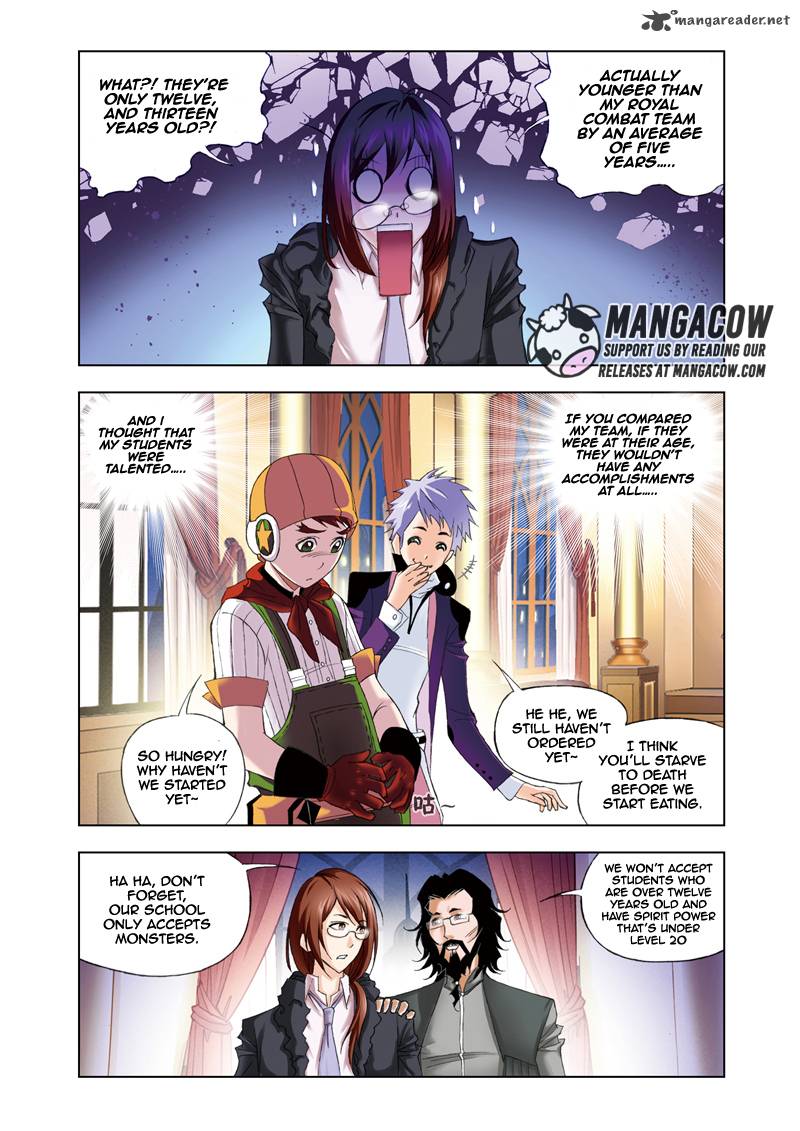 mangareader.net
WHAT?! THEY'RE
ONLY TWELVE,
AND THIRTEEN
YEARS OLD?!
ACTUALLY
YOUNGER THAN
MY ROYAL
COMBAT TEAM
BY AN AVERAGE
OF FIVE
YEARS.....
MANGACOW
SUPPORT US BY READING OUR
RELEASES AT MANGACOW.COM
AND I
THOUGHT THAT
MY STUDENTS
WERE
TALENTED.....
IF YOU COMPARED
MY TEAM, IF THEY
WERE AT THEIR AGE,
THEY WOULDN'T
HAVE ANY
ACCOMPLISHMENTS
AT ALL.....
SO HUNGRY!
WHY HAVEN'T
WE STARTED
YET~
咕~
HE HE, WE
STILL HAVEN'T
ORDERED
YET~
I THINK
YOU'LL STARVE
TO DEATH
BEFORE WE
START EATING.
HA HA, DON'T
FORGET,
OUR SCHOOL
ONLY ACCEPTS
MONSTERS.
WE WON'T ACCEPT
STUDENTS WHO
ARE OVER TWELVE
YEARS OLD AND
HAVE SPIRIT POWER
THAT'S UNDER
LEVEL 20